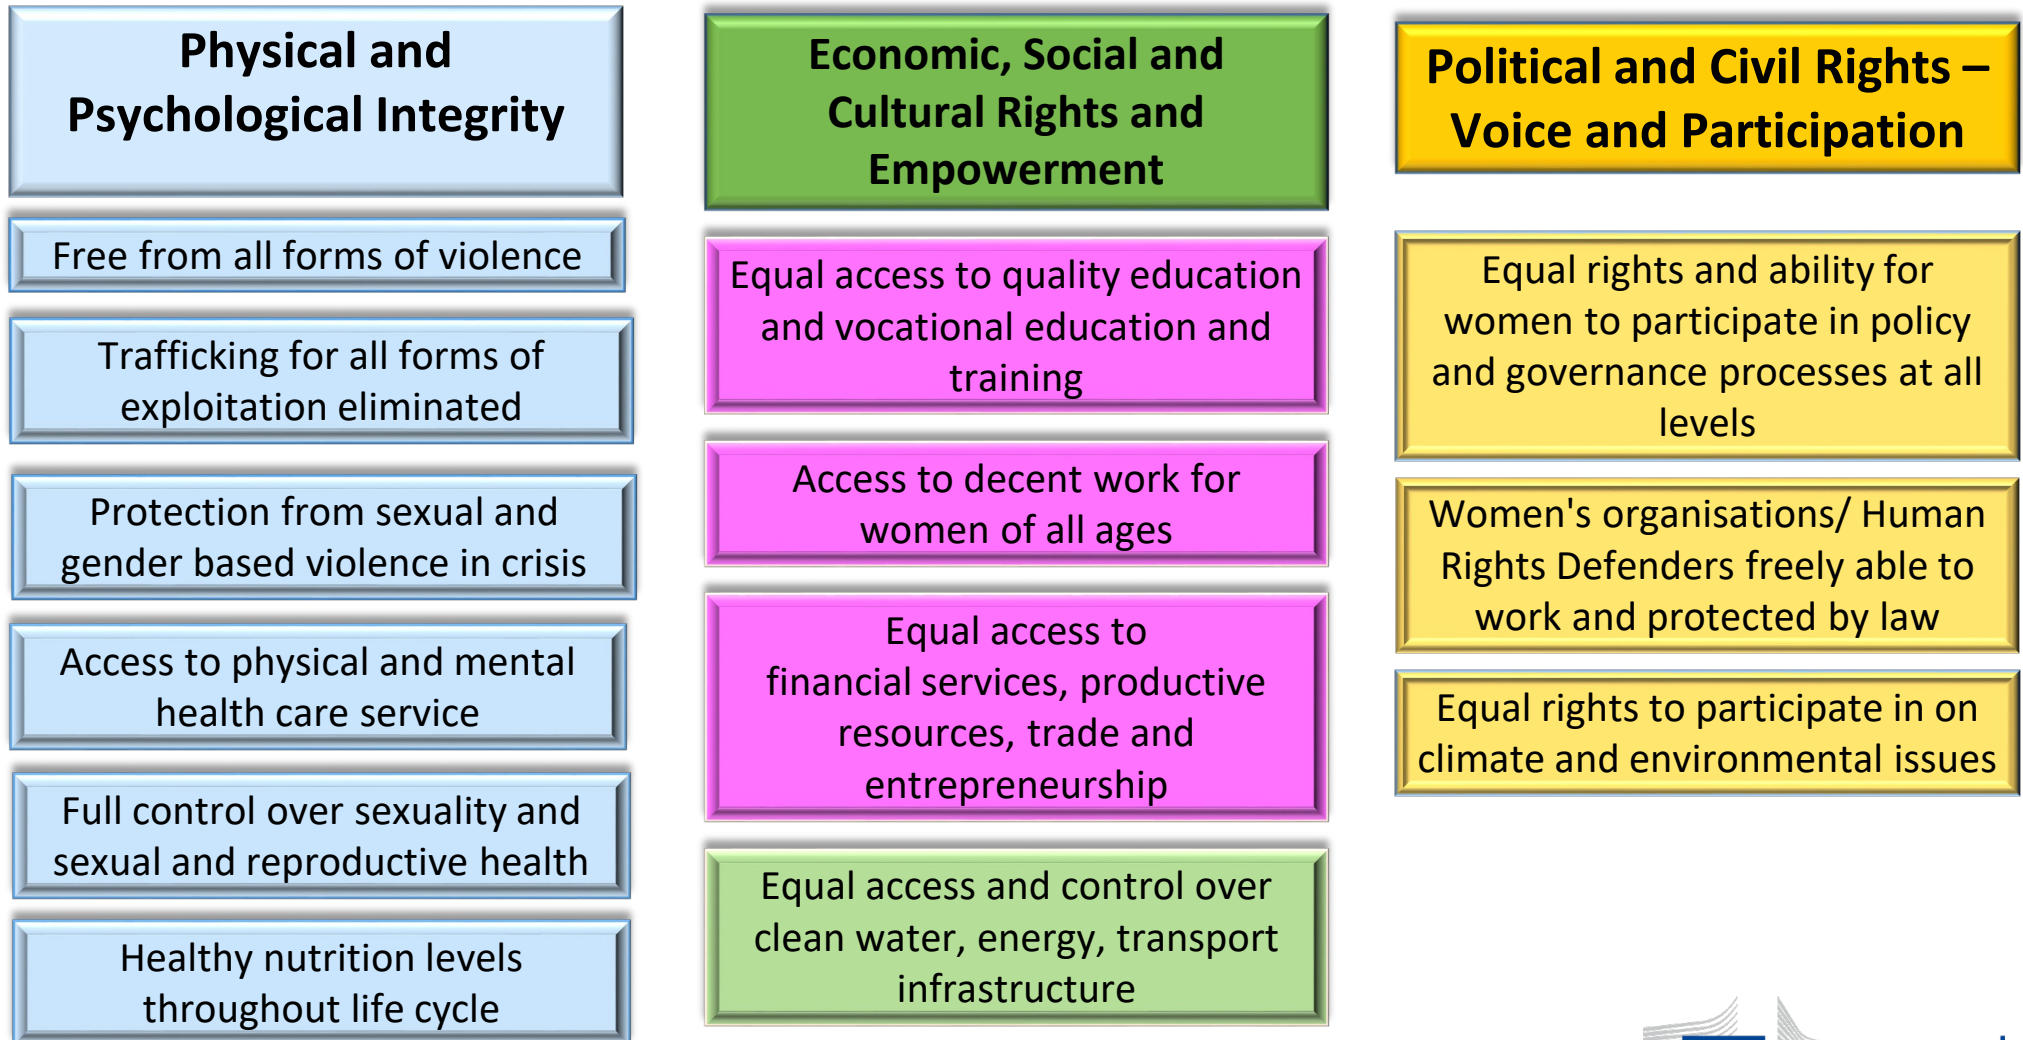 Physical and
Psychological Integrity
Free from all forms of violence
Trafficking for all forms of
exploitation eliminated
Protection from sexual and
gender based violence in crisis
Access to physical and mental
health care service
Full control over sexuality and
sexual and reproductive health
Healthy nutrition levels
throughout life cycle
Economic, Social and
Cultural Rights and
Empowerment
Equal access to quality education
and vocational education and
training
Access to decent work for
women of all ages
Equal access to
financial services, productive
resources, trade and
entrepreneurship
Equal access and control over
clean water, energy, transport
infrastructure
Political and Civil Rights –
Voice and Participation
Equal rights and ability for
women to participate in policy
and governance processes at all
levels
Women's organisations/ Human
Rights Defenders freely able to
work and protected by law
Equal rights to participate in on
climate and environmental issues